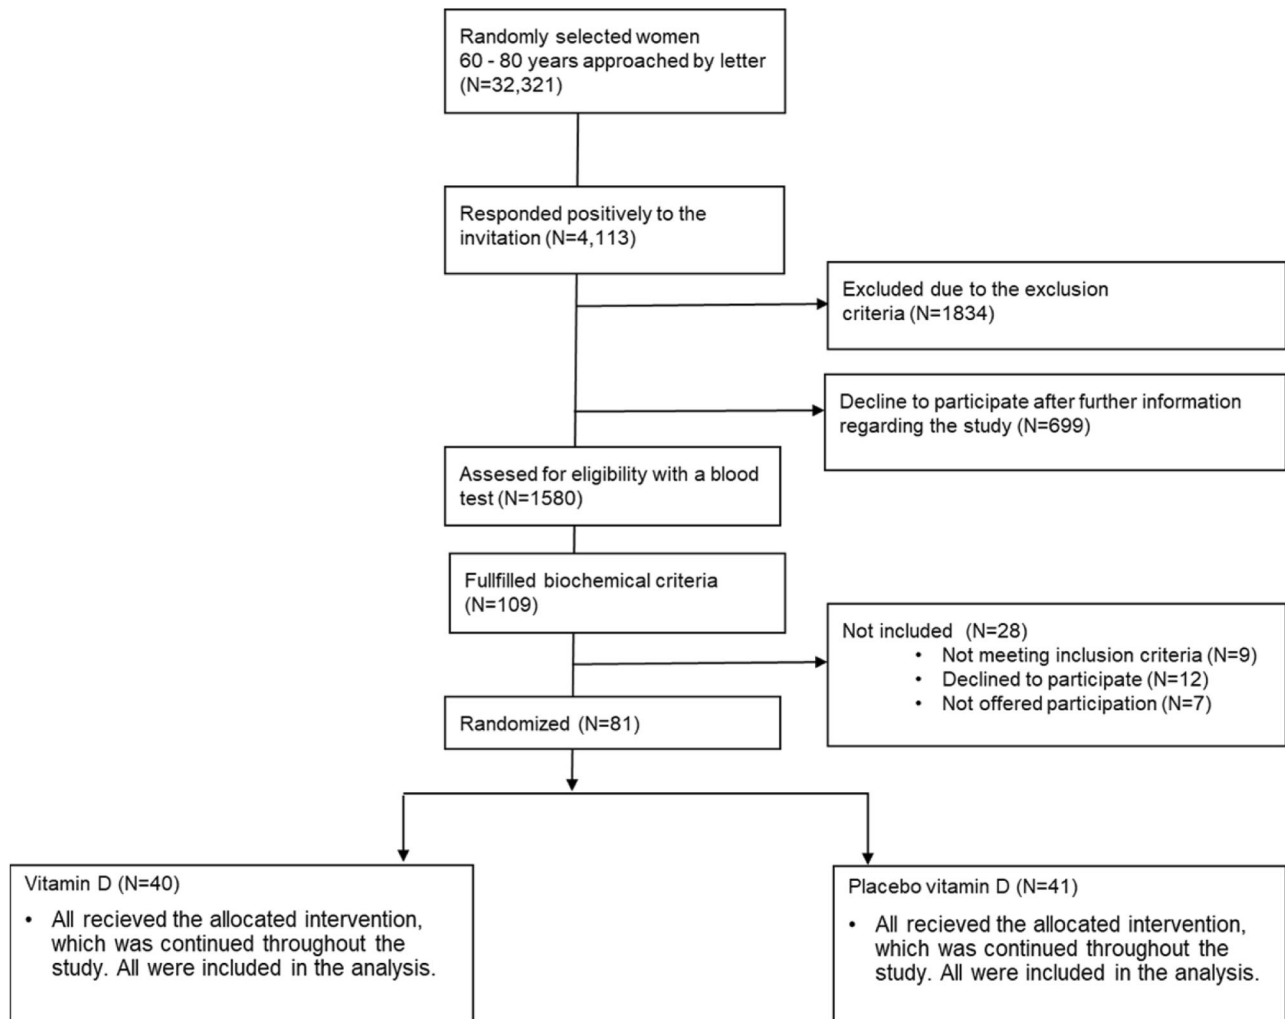 Randomly selected women
60 - 80 years approached by letter
(N=32,321)
Responded positively to the
invitation (N=4,113)
Excluded due to the exclusion
criteria (N=1834)
Decline to participate after further information
regarding the study (N=699)
Assesed for eligibility with a blood
test (N=1580)
Fullfilled biochemical criteria
(N=109)
Not included (N=28)
• Not meeting inclusion criteria (N=9)
• Declined to participate (N=12)
• Not offered participation (N=7)
Randomized (N=81)
Vitamin D (N=40)
• All recieved the allocated intervention,
which was continued throughout the
study. All were included in the analysis.
Placebo vitamin D (N=41)
• All recieved the allocated intervention,
which was continued throughout the
study. All were included in the analysis.